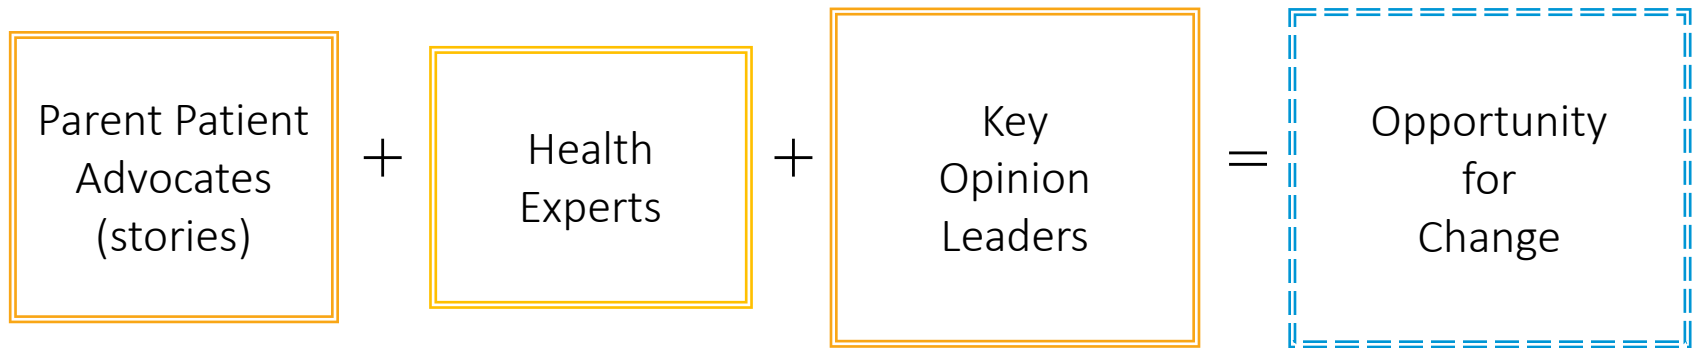 Parent Patient
Advocates
(stories)
+
Health
Experts
+
Key
Opinion
Leaders
=
Opportunity
for
Change